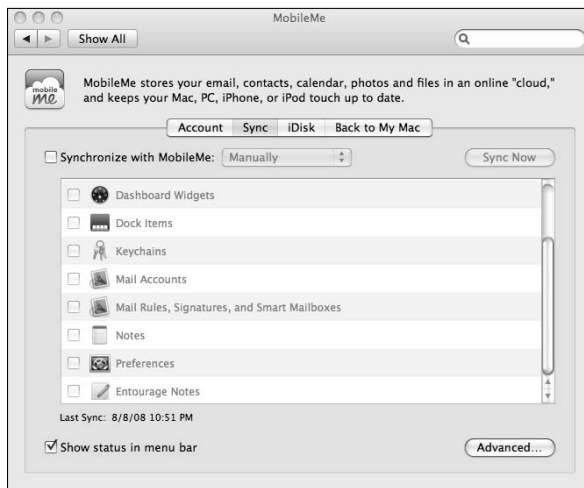 MobileMe
Show All
mobile
me
MobileMe stores your email, contacts, calendar, photos and files in an online "cloud,"
and keeps your Mac, PC, iPhone, or iPod touch up to date.
Account Sync iDisk Back to My Mac
Synchronize with MobileMe: Manually Sync Now
Dashboard Widgets
Dock Items
Keychains
Mail Accounts
Mail Rules, Signatures, and Smart Mailboxes
Notes
Preferences
Entourage Notes
Last Sync: 8/8/08 10:51 PM
Show status in menu bar Advanced...